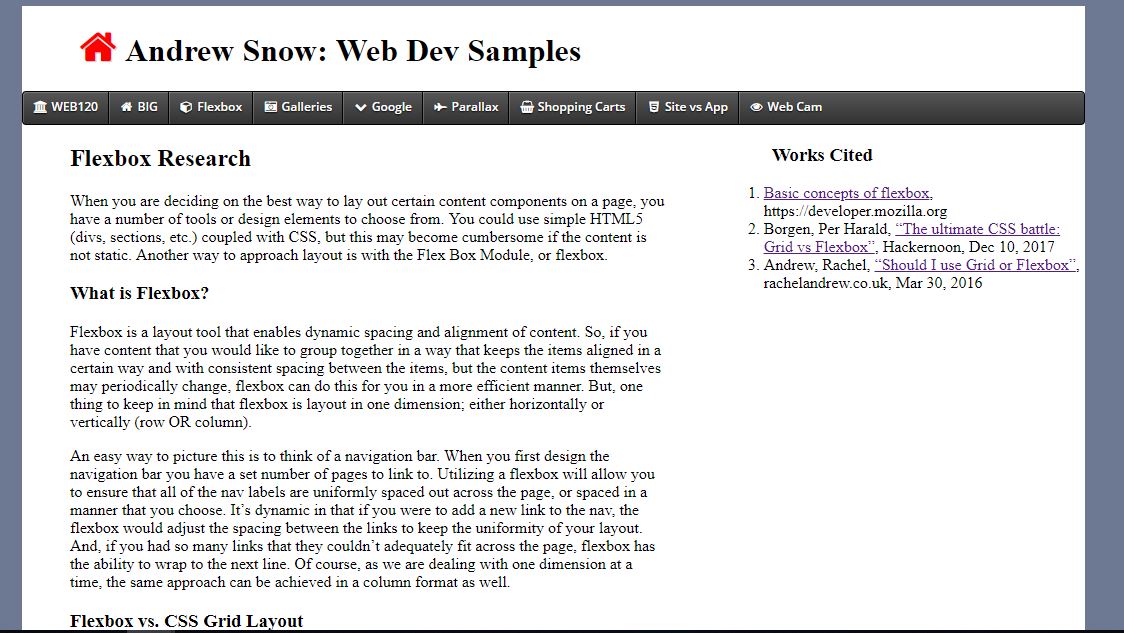 Andrew Snow: Web Dev Samples
WEB120 BIG Flexbox Galleries Google Parallax Shopping Carts Site vs App Web Cam
Flexbox Research
When you are deciding on the best way to lay out certain content components on a page, you
have a number of tools or design elements to choose from. You could use simple HTML5
(divs, sections, etc.) coupled with CSS, but this may become cumbersome if the content is
not static. Another way to approach layout is with the Flex Box Module, or flexbox.
What is Flexbox?
Flexbox is a layout tool that enables dynamic spacing and alignment of content. So, if you
have content that you would like to group together in a way that keeps the items aligned in a
certain way and with consistent spacing between the items, but the content items themselves
may periodically change, flexbox can do this for you in a more efficient manner. But, one
thing to keep in mind that flexbox is layout in one dimension; either horizontally or
vertically (row OR column).
An easy way to picture this is to think of a navigation bar. When you first design the
navigation bar you have a set number of pages to link to. Utilizing a flexbox will allow you
to ensure that all of the nav labels are uniformly spaced out across the page, or spaced in a
manner that you choose. It’s dynamic in that if you were to add a new link to the nav, the
flexbox would adjust the spacing between the links to keep the uniformity of your layout.
And, if you had so many links that they couldn’t adequately fit across the page, flexbox has
the ability to wrap to the next line. Of course, as we are dealing with one dimension at a
time, the same approach can be achieved in a column format as well.
Flexbox vs. CSS Grid Layout
Works Cited
1. Basic concepts of flexbox,
https://developer.mozilla.org
2. Borgen, Per Harald, “The ultimate CSS battle:
Grid vs Flexbox”, Hackernoon, Dec 10, 2017
3. Andrew, Rachel, “Should I use Grid or Flexbox”,
rachelandrew.co.uk, Mar 30, 2016